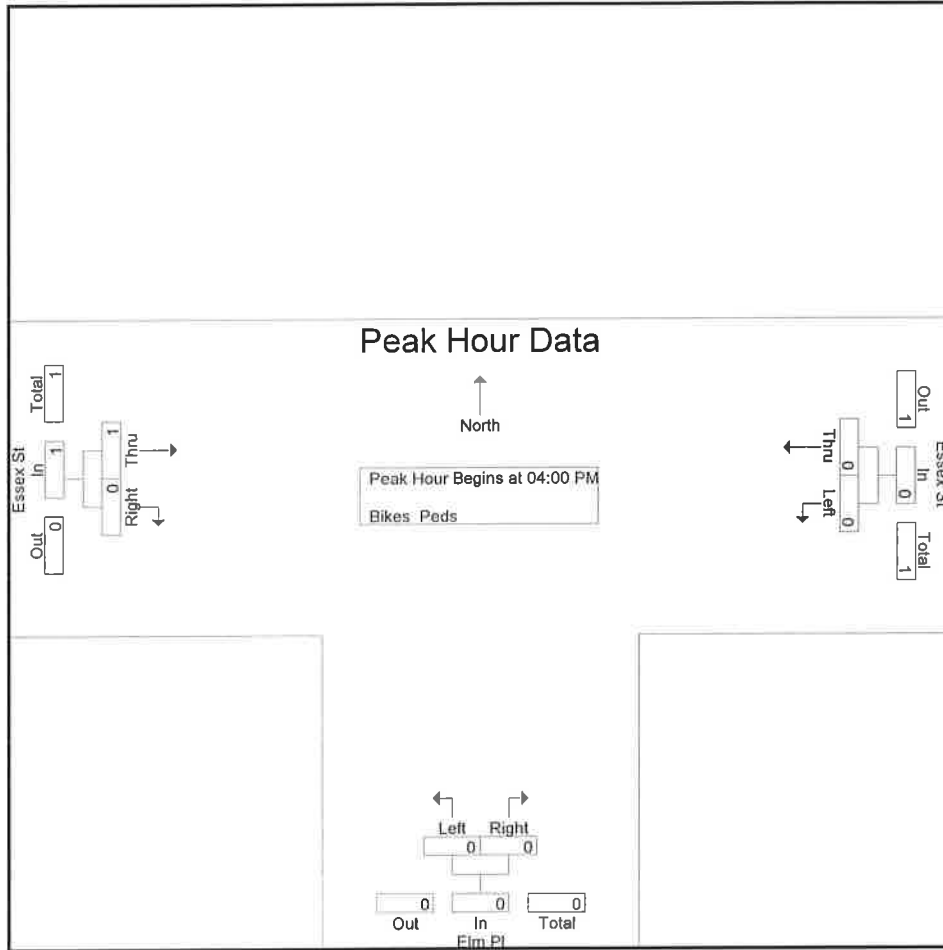 Peak Hour Data
North
Peak Hour Begins at 04:00 PM
Bikes Peds
Essex St
Out In Total
0 1 1
Right Thru
0 1
Essex St
Out In Total
1 0 1
Thru Left
0 0
Left Right
0 0
0 0 0
Out In Total
Elm Pl